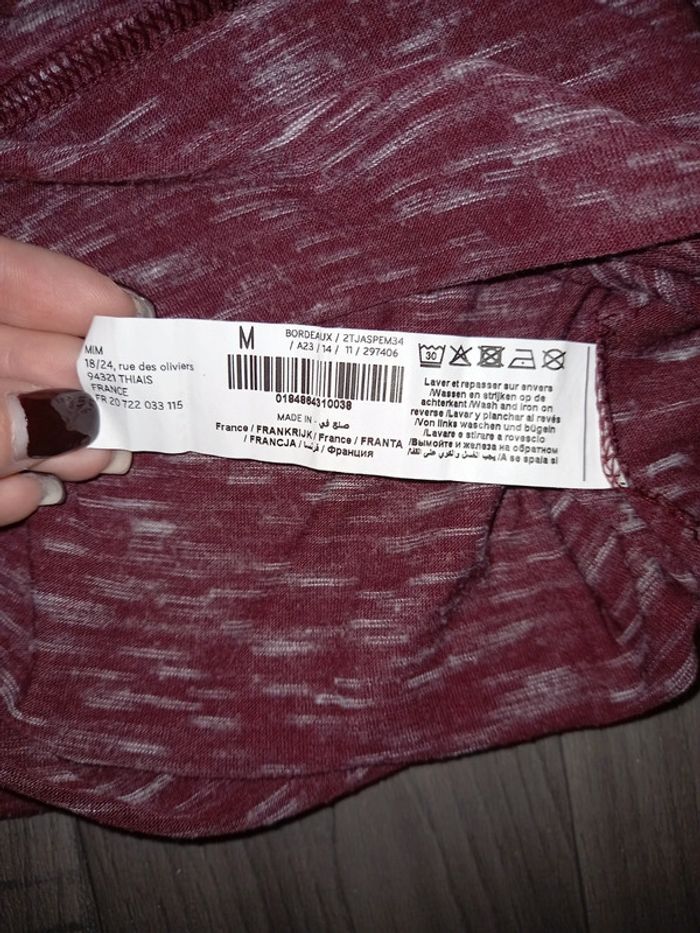 MIM
18/24, rue des oliviers
94321 THIAIS
FRANCE
FR 20 722 033 115
M
BORDEAUX / 2TJASPEM34
/ A23 / 14 / 11 / 297406
0184864310039
MADE IN : صنع في
France / FRANKRIJK / France / FRANTA
/ FRANCJA / فرنسا / Франция
30
Laver et repasser sur envers
/Wassen en strijken op de
achterkant /Wash and iron on
reverse /Lavar y planchar al revés
/Von links waschen und bügeln
/Lavare e stirare a rovescio
/Вымойте и железа на обратном
/ يجب الغسل والكوي على القفا /A se spala si